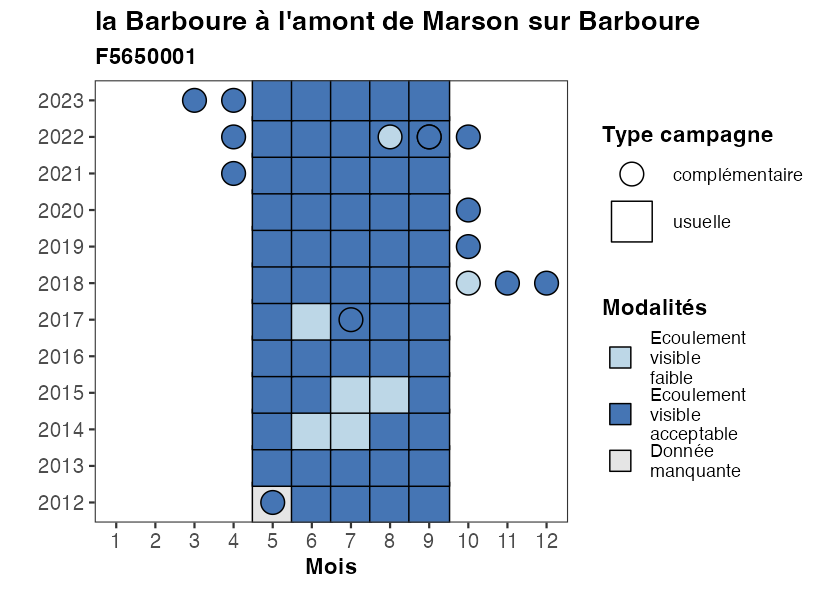 la Barboure à l'amont de Marson sur Barboure
F5650001
2023
2022
2021
2020
2019
2018
2017
2016
2015
2014
2013
2012
1 2 3 4 5 6 7 8 9 10 11 12
Mois
Type campagne
complémentaire
usuelle
Modalités
Ecoulement
visible
faible
Ecoulement
visible
acceptable
Donnée
manquante